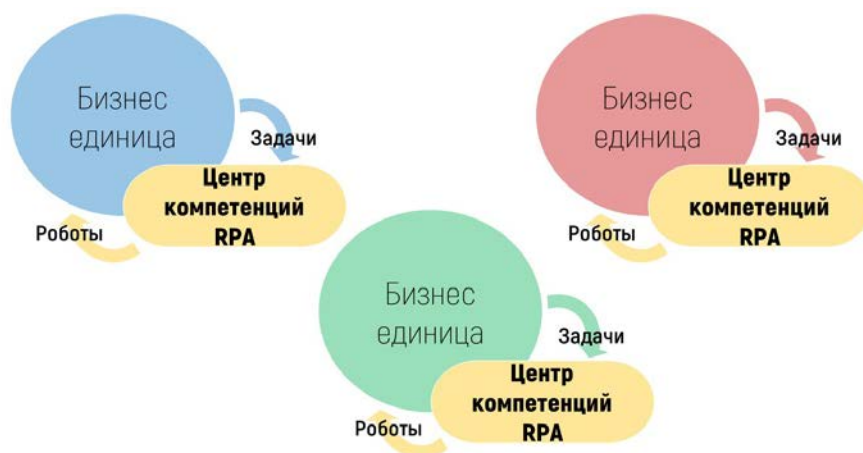 Бизнес
единица
Задачи
Центр
компетенций
RPA
Роботы
Бизнес
единица
Задачи
Центр
компетенций
RPA
Роботы
Бизнес
единица
Задачи
Центр
компетенций
RPA
Роботы